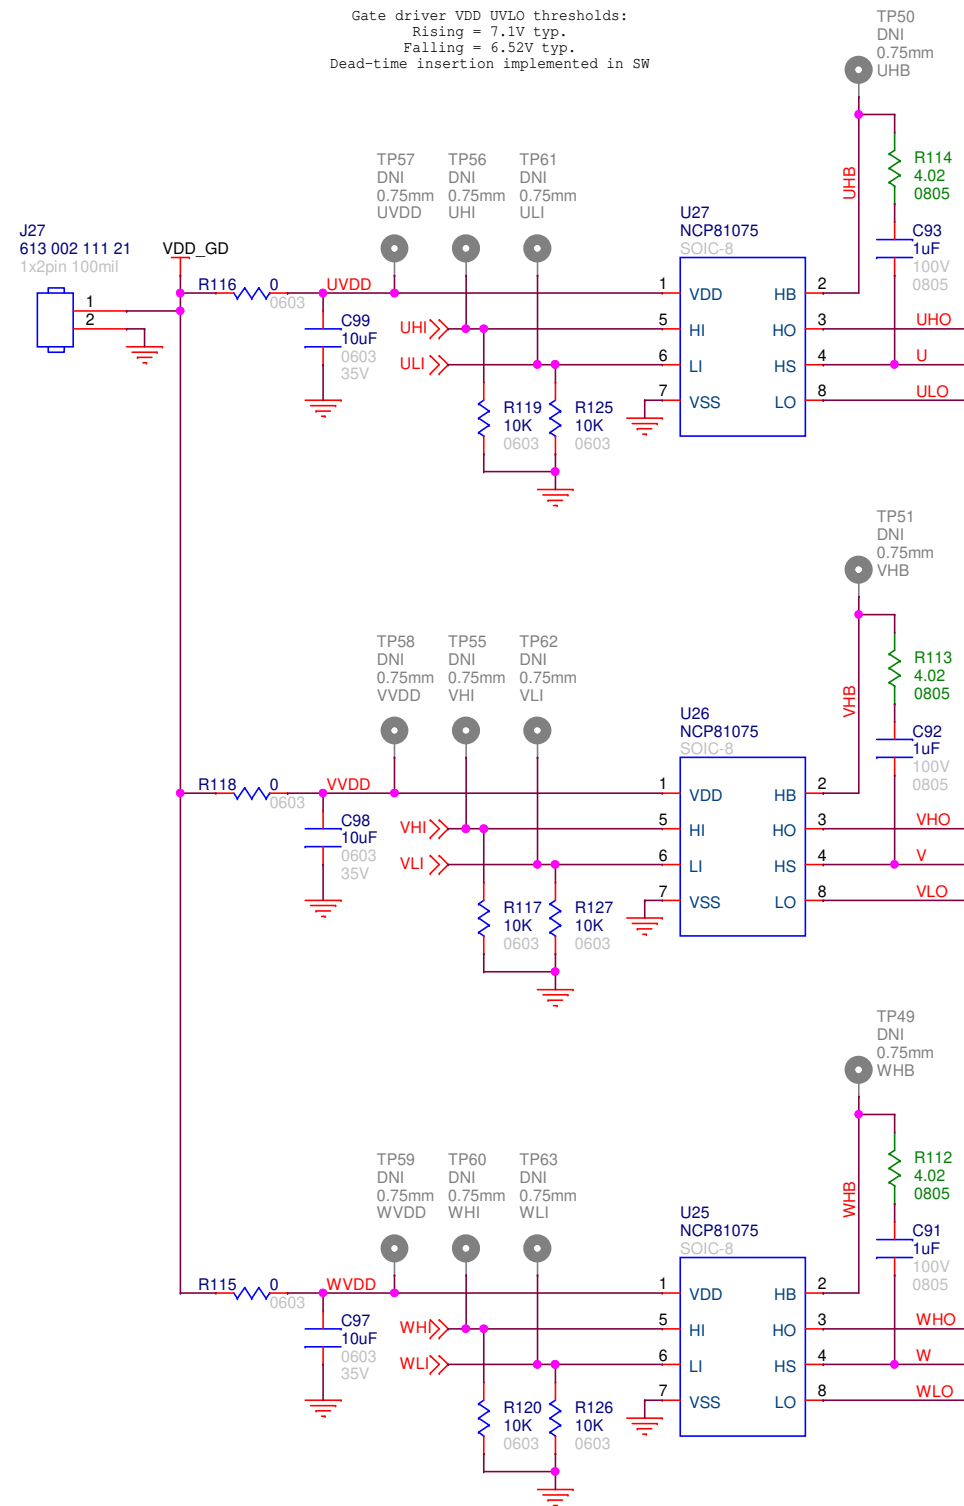 Gate driver VDD UVLO thresholds:
Rising = 7.1V typ.
Falling = 6.52V typ.
Dead-time insertion implemented in SW
TP50
DNI
0.75mm
UHB
UHB
R114
4.02
0805
C93
1uF
100V
0805
TP57
DNI
0.75mm
UVDD
TP56
DNI
0.75mm
UHI
TP61
DNI
0.75mm
ULI
J27
613 002 111 21
1x2pin 100mil
1
2
VDD_GD
R116
0
0603
UVDD
C99
10uF
0603
35V
UHI
ULI
R119
10K
0603
R125
10K
0603
U27
NCP81075
SOIC-8
1
VDD
HB
2
5
HI
HO
3
UHO
6
LI
HS
4
U
7
VSS
LO
8
ULO
TP51
DNI
0.75mm
VHB
VHB
R113
4.02
0805
C92
1uF
100V
0805
TP58
DNI
0.75mm
VVDD
TP55
DNI
0.75mm
VHI
TP62
DNI
0.75mm
VLI
R118
0
0603
VVDD
C98
10uF
0603
35V
VHI
VLI
R117
10K
0603
R127
10K
0603
U26
NCP81075
SOIC-8
1
VDD
HB
2
5
HI
HO
3
VHO
6
LI
HS
4
V
7
VSS
LO
8
VLO
TP49
DNI
0.75mm
WHB
WHB
R112
4.02
0805
C91
1uF
100V
0805
TP59
DNI
0.75mm
WVDD
TP60
DNI
0.75mm
WHI
TP63
DNI
0.75mm
WLI
R115
0
0603
WVDD
C97
10uF
0603
35V
WHI
WLI
R120
10K
0603
R126
10K
0603
U25
NCP81075
SOIC-8
1
VDD
HB
2
5
HI
HO
3
WHO
6
LI
HS
4
W
7
VSS
LO
8
WLO